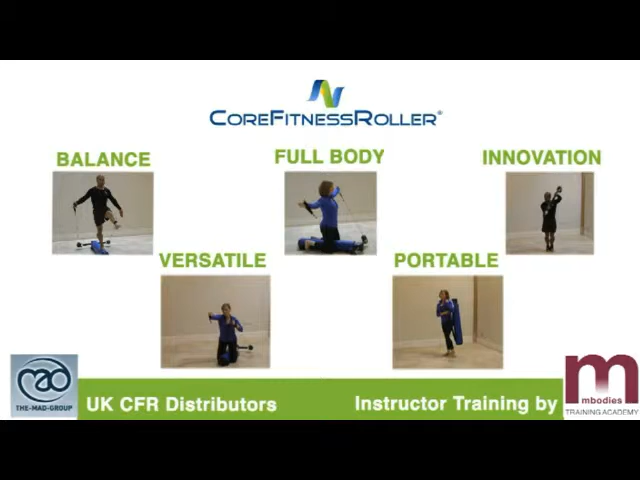 COREFITNESSROLLER®
BALANCE
FULL BODY
INNOVATION
VERSATILE
PORTABLE
THE-MAD-GROUP
UK CFR Distributors
Instructor Training by
m
mbodies
TRAINING ACADEMY